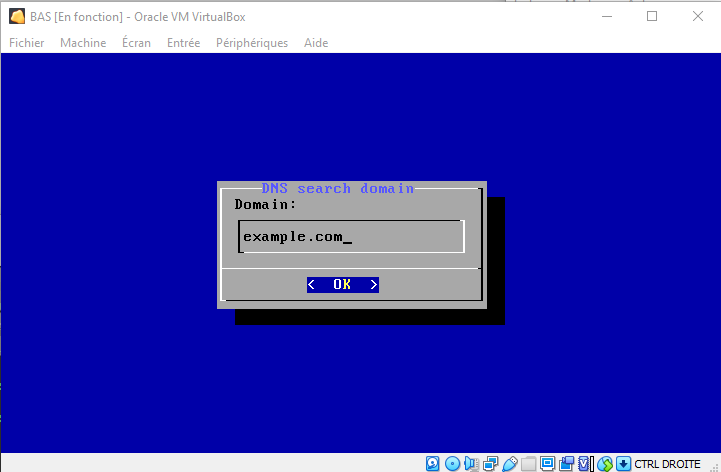 BAS [En fonction] - Oracle VM VirtualBox
Fichier Machine Écran Entrée Périphériques Aide
DNS search domain
Domain:
example.com_
< OK >
CTRL DROITE